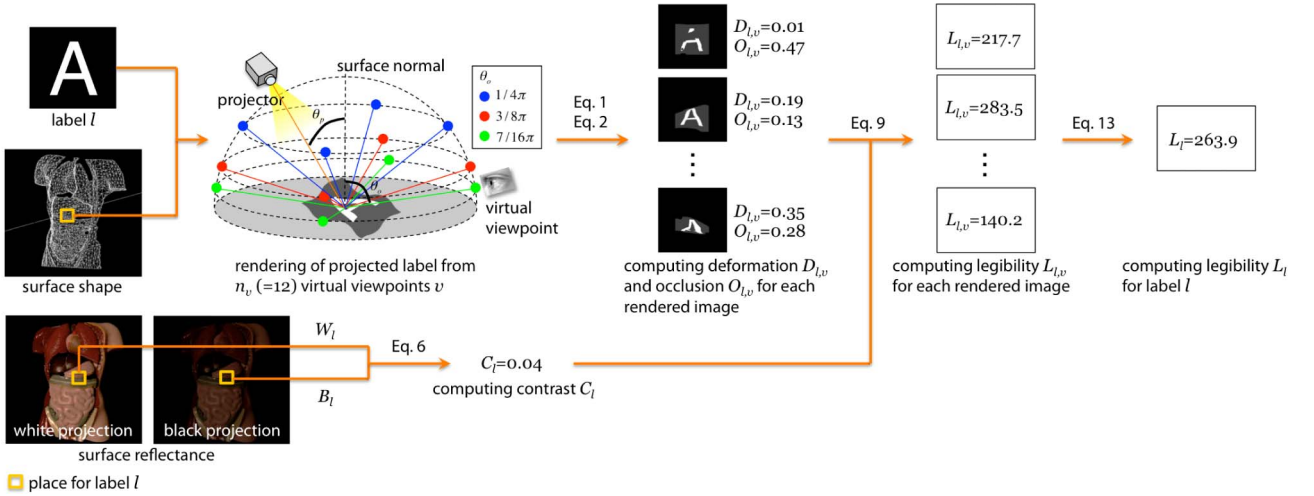 A
label l
surface shape
projector
surface normal
θp
θo
θo
1/4π
3/8π
7/16π
virtual
viewpoint
rendering of projected label from
nv (=12) virtual viewpoints v
Eq. 1
Eq. 2
A
Dl,v=0.01
Ol,v=0.47
A
Dl,v=0.19
Ol,v=0.13
⋮
Dl,v=0.35
Ol,v=0.28
computing deformation Dl,v
and occlusion Ol,v for each
rendered image
Eq. 9
Ll,v=217.7
Ll,v=283.5
⋮
Ll,v=140.2
computing legibility Ll,v
for each rendered image
Eq. 13
Ll=263.9
computing legibility Ll
for label l
white projection
black projection
surface reflectance
Wl
Bl
Eq. 6
Cl=0.04
computing contrast Cl
place for label l